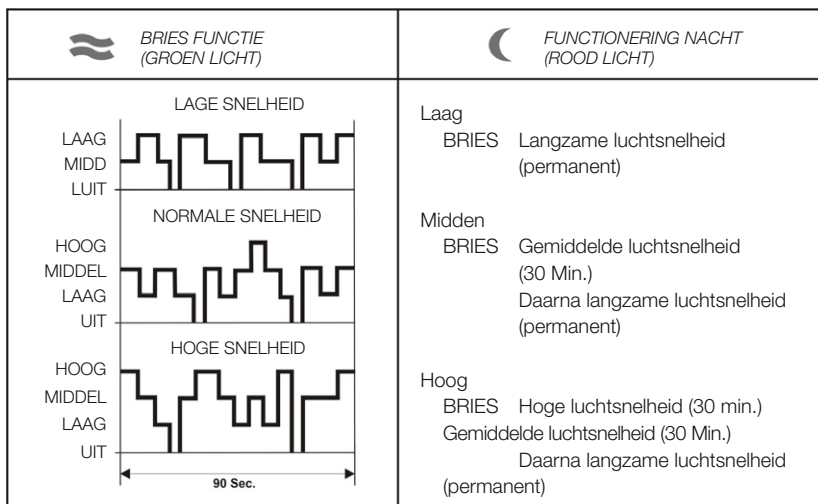 BRIES FUNCTIE
(GROEN LICHT)
FUNCTIONERING NACHT
(ROOD LICHT)
LAGE SNELHEID
LAAG
MIDD
LUIT
NORMALE SNELHEID
HOOG
MIDDEL
LAAG
UIT
HOGE SNELHEID
HOOG
MIDDEL
LAAG
UIT
90 Sec.
Laag
BRIES Langzame luchtsnelheid
(permanent)
Midden
BRIES Gemiddelde luchtsnelheid
(30 Min.)
Daarna langzame luchtsnelheid
(permanent)
Hoog
BRIES Hoge luchtsnelheid (30 min.)
Gemiddelde luchtsnelheid (30 Min.)
Daarna langzame luchtsnelheid
(permanent)